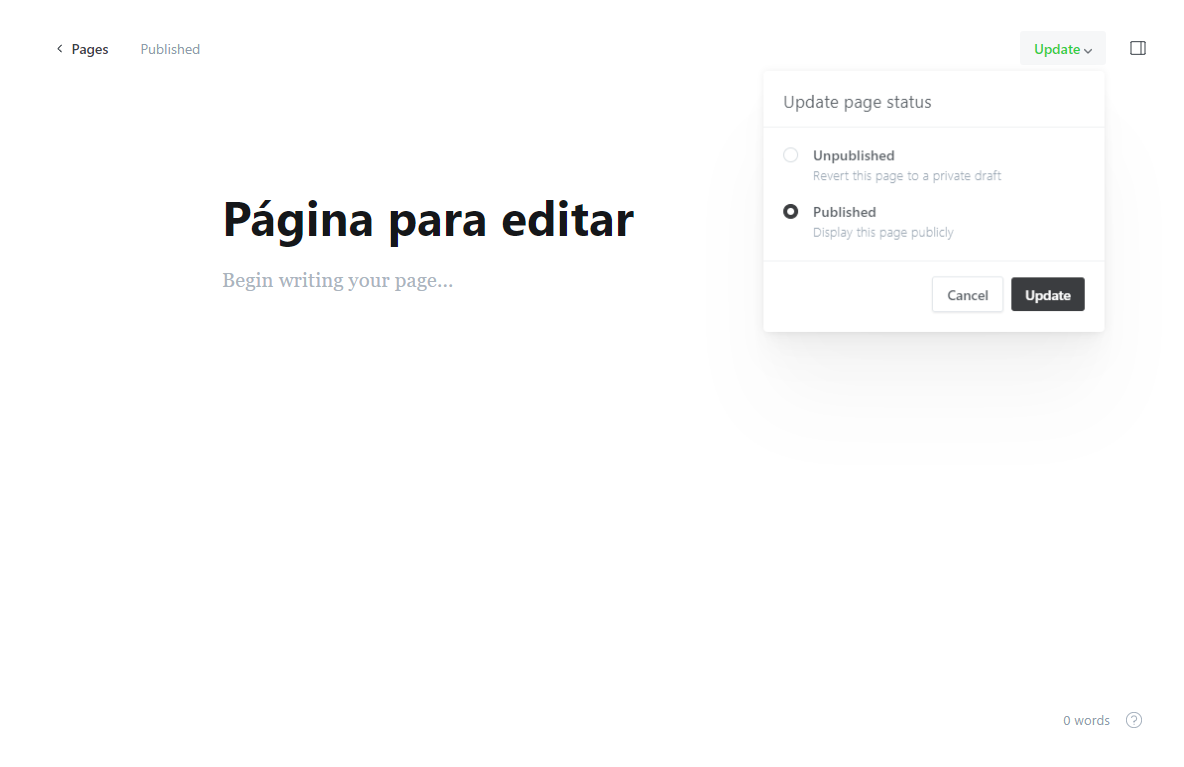 Pages Published Update
Update page status
Unpublished
Revert this page to a private draft
Published
Display this page publicly
Cancel Update
Página para editar
Begin writing your page...
0 words